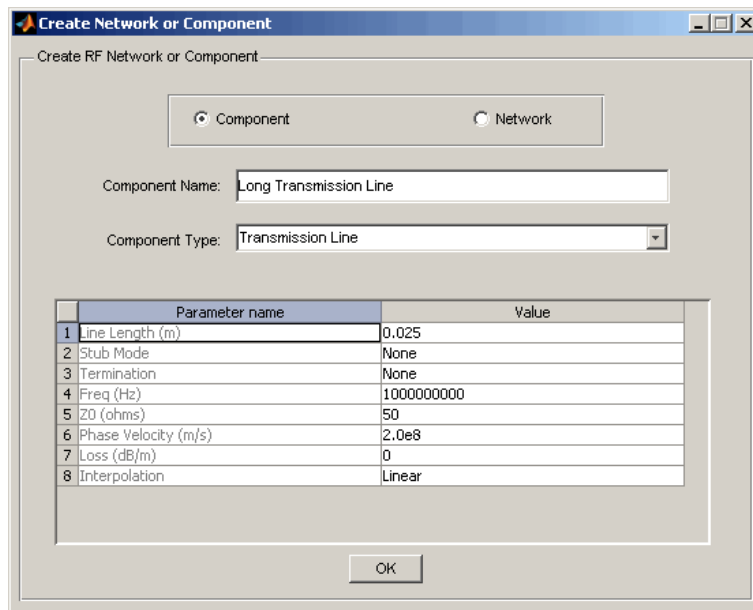 Create Network or Component
Create RF Network or Component
Component
Network
Component Name:
Long Transmission Line
Component Type:
Transmission Line
Parameter name Value
1 Line Length (m) 0.025
2 Stub Mode None
3 Termination None
4 Freq (Hz) 1000000000
5 Z0 (ohms) 50
6 Phase Velocity (m/s) 2.0e8
7 Loss (dB/m) 0
8 Interpolation Linear
OK